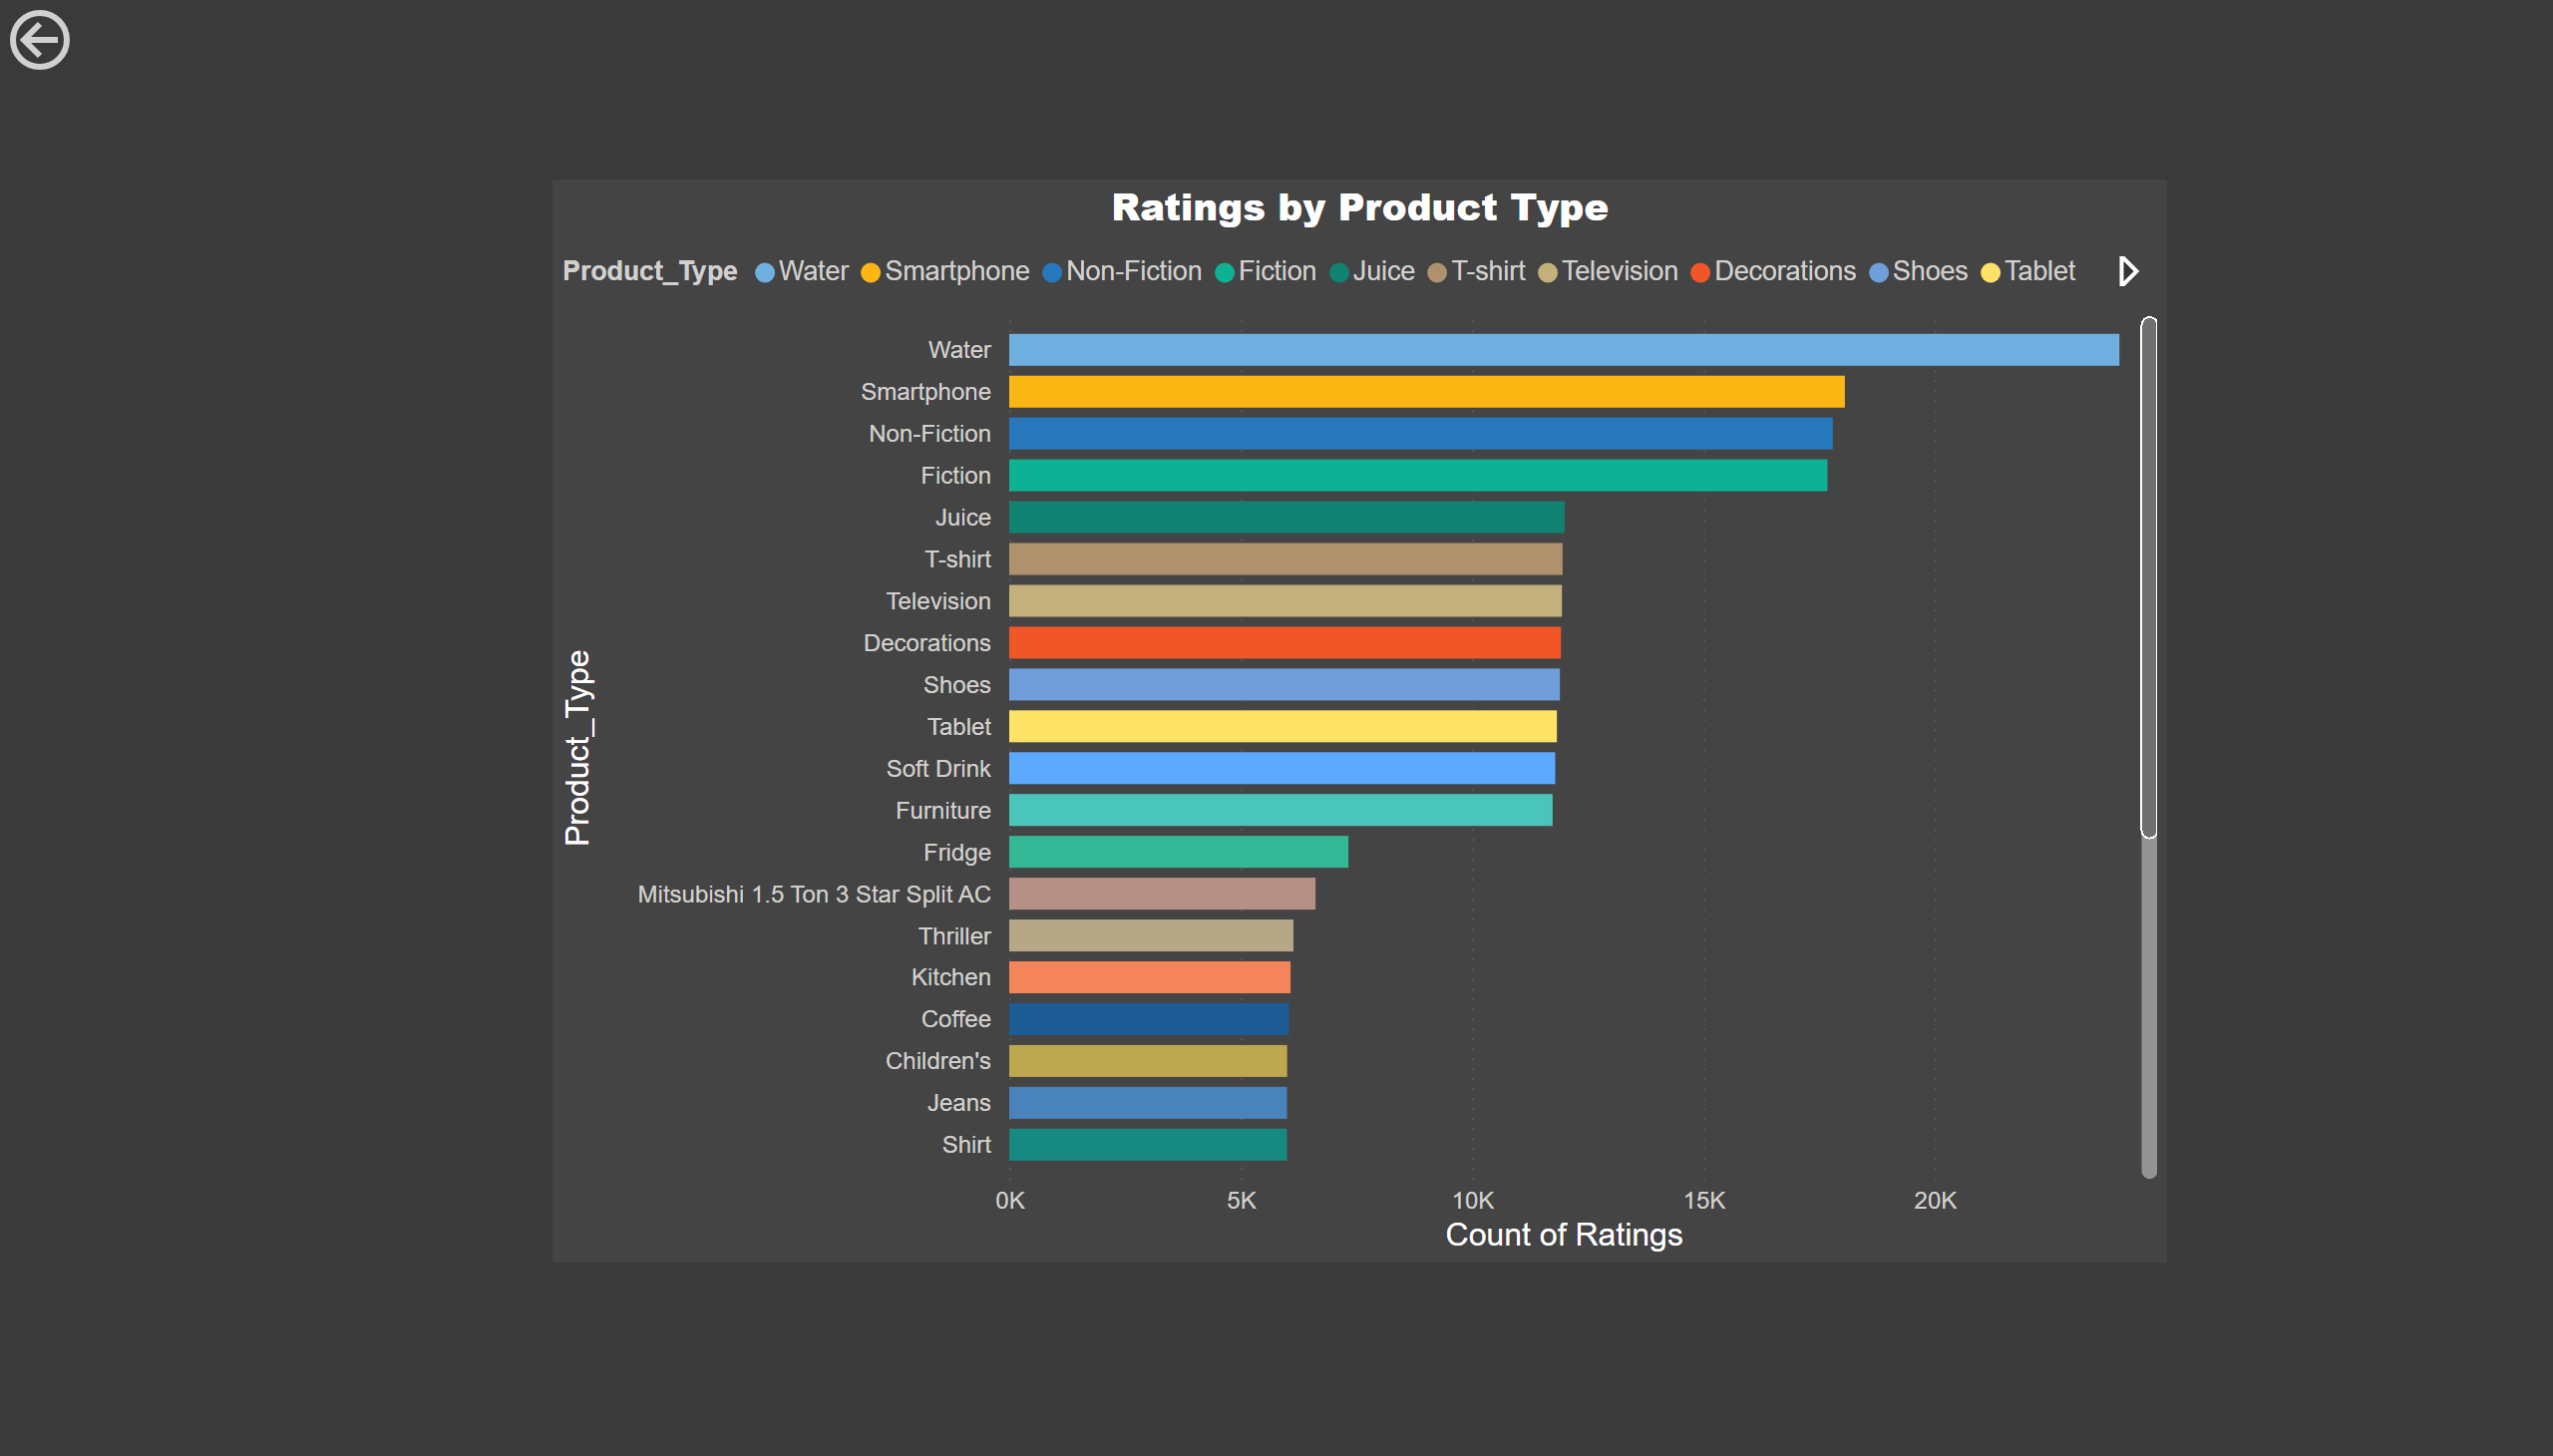 Ratings by Product Type
Product_Type Water Smartphone Non-Fiction Fiction Juice T-shirt Television Decorations Shoes Tablet
Product_Type
Water
Smartphone
Non-Fiction
Fiction
Juice
T-shirt
Television
Decorations
Shoes
Tablet
Soft Drink
Furniture
Fridge
Mitsubishi 1.5 Ton 3 Star Split AC
Thriller
Kitchen
Coffee
Children's
Jeans
Shirt
0K 5K 10K 15K 20K
Count of Ratings